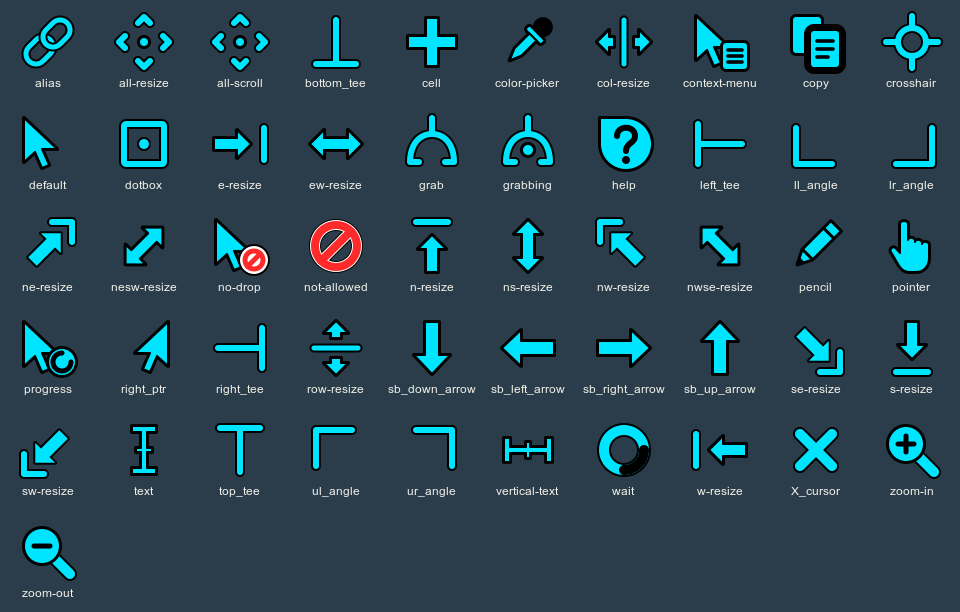 alias all-resize all-scroll bottom_tee cell color-picker col-resize context-menu copy crosshair
default dotbox e-resize ew-resize grab grabbing help left_tee ll_angle lr_angle
ne-resize nesw-resize no-drop not-allowed n-resize ns-resize nw-resize nwse-resize pencil pointer
progress right_ptr right_tee row-resize sb_down_arrow sb_left_arrow sb_right_arrow sb_up_arrow se-resize s-resize
sw-resize text top_tee ul_angle ur_angle vertical-text wait w-resize X_cursor zoom-in
zoom-out